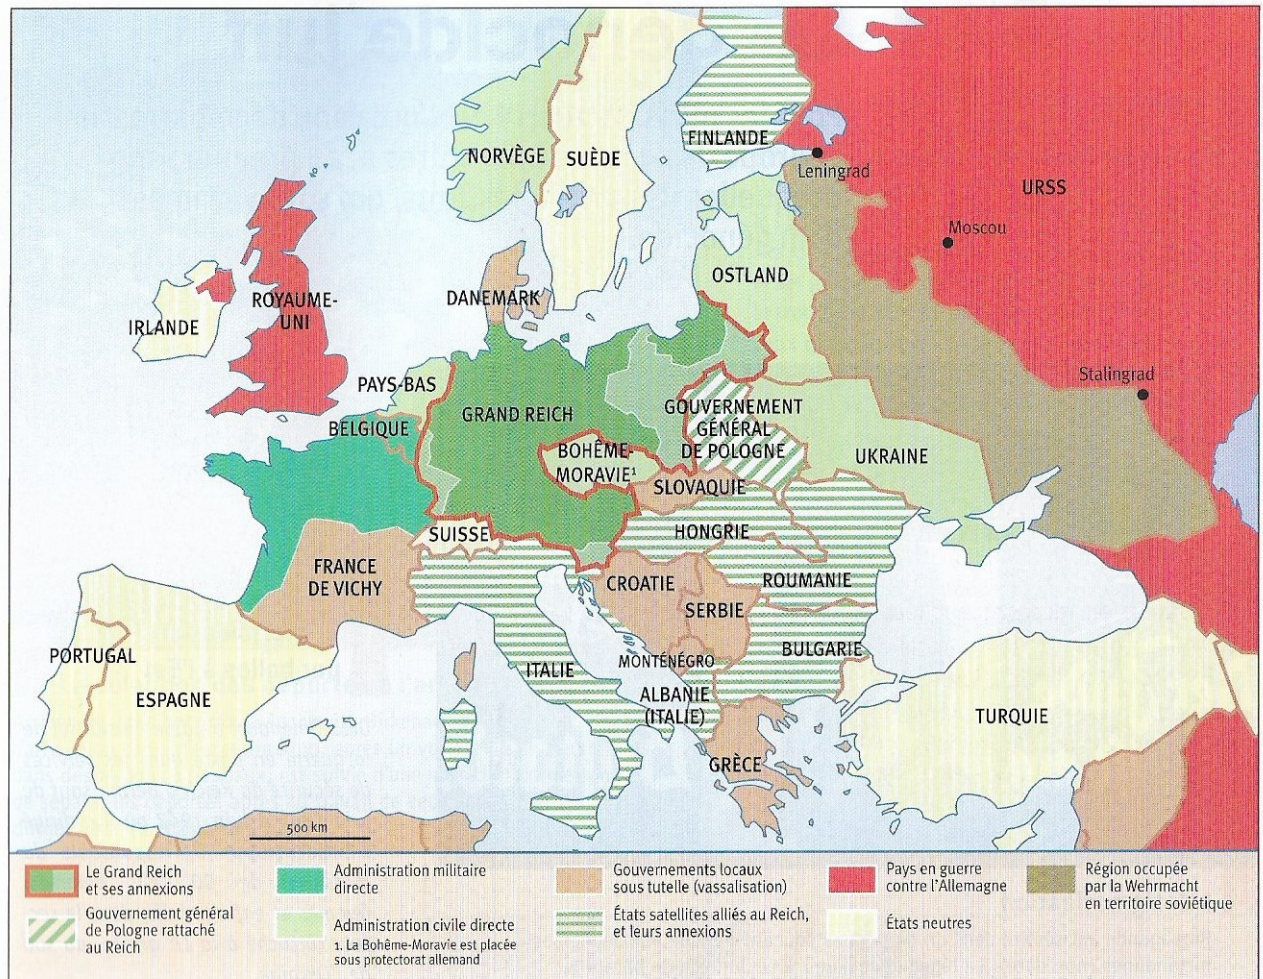 FINLANDE
NORVÈGE
SUÈDE
Leningrad
URSS
Moscou
OSTLAND
DANEMARK
ROYAUME-
UNI
IRLANDE
Stalingrad
PAYS-BAS
GRAND REICH
GOUVERNEMENT
GÉNÉRAL
DE POLOGNE
BELGIQUE
BOHÊME-
MORAVIE¹
UKRAINE
SLOVAQUIE
SUISSE
HONGRIE
FRANCE
DE VICHY
CROATIE
ROUMANIE
SERBIE
PORTUGAL
ESPAGNE
ITALIE
MONTÉNÉGRO
BULGARIE
ALBANIE
(ITALIE)
TURQUIE
GRÈCE
500 km
Le Grand Reich
et ses annexions
Gouvernement général
de Pologne rattaché
au Reich
Administration militaire
directe
Administration civile directe
1. La Bohême-Moravie est placée
sous protectorat allemand
Gouvernements locaux
sous tutelle (vassalisation)
États satellites alliés au Reich,
et leurs annexions
Pays en guerre
contre l'Allemagne
États neutres
Région occupée
par la Wehrmacht
en territoire soviétique